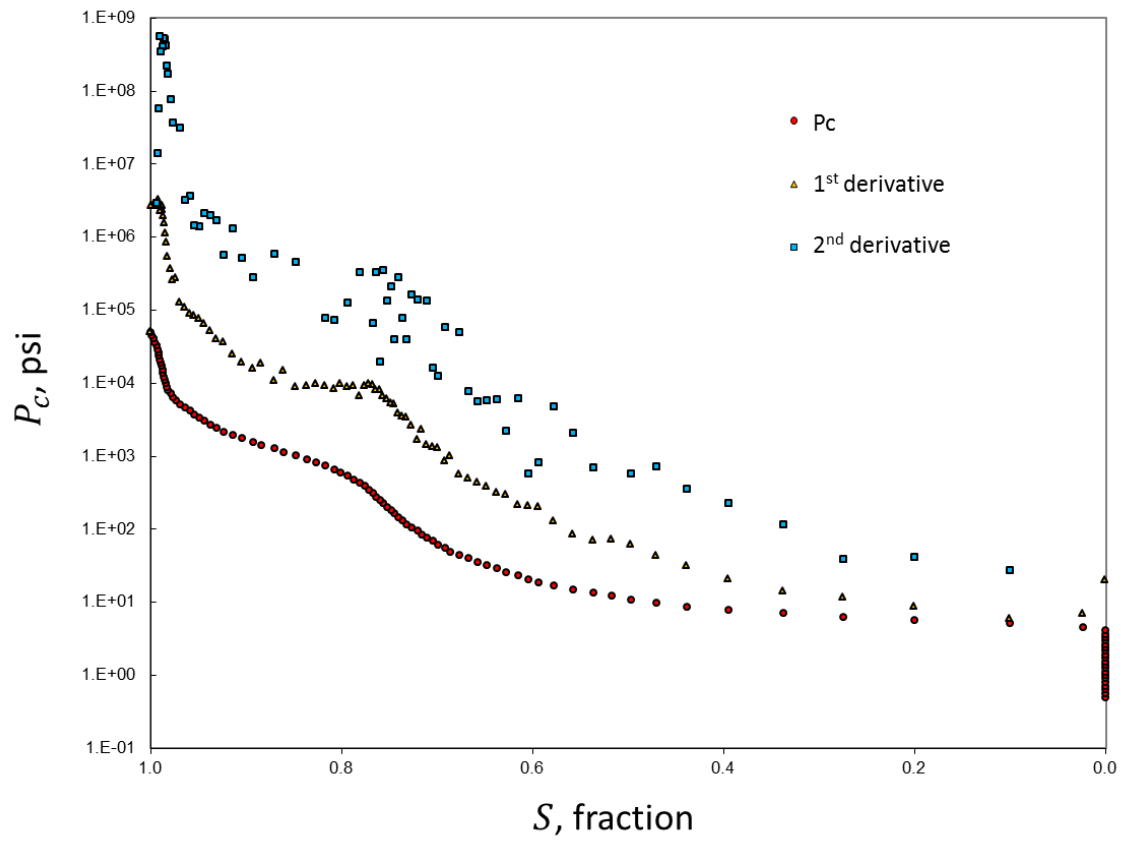 1.E+09
1.E+08
1.E+07
1.E+06
1.E+05
1.E+04
1.E+03
1.E+02
1.E+01
1.E+00
1.E-01
Pc, psi
Pc
1st derivative
2nd derivative
1.0 0.8 0.6 0.4 0.2 0.0
S, fraction